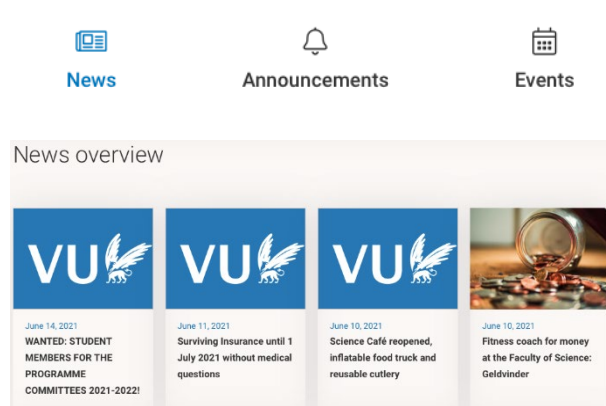 News
Announcements
Events
News overview
VU
VU
VU
June 14, 2021
WANTED: STUDENT
MEMBERS FOR THE
PROGRAMME
COMMITTEES 2021-2022!
June 11, 2021
Surviving Insurance until 1
July 2021 without medical
questions
June 10, 2021
Science Café reopened,
inflatable food truck and
reusable cutlery
June 10, 2021
Fitness coach for money
at the Faculty of Science:
Geldvinder